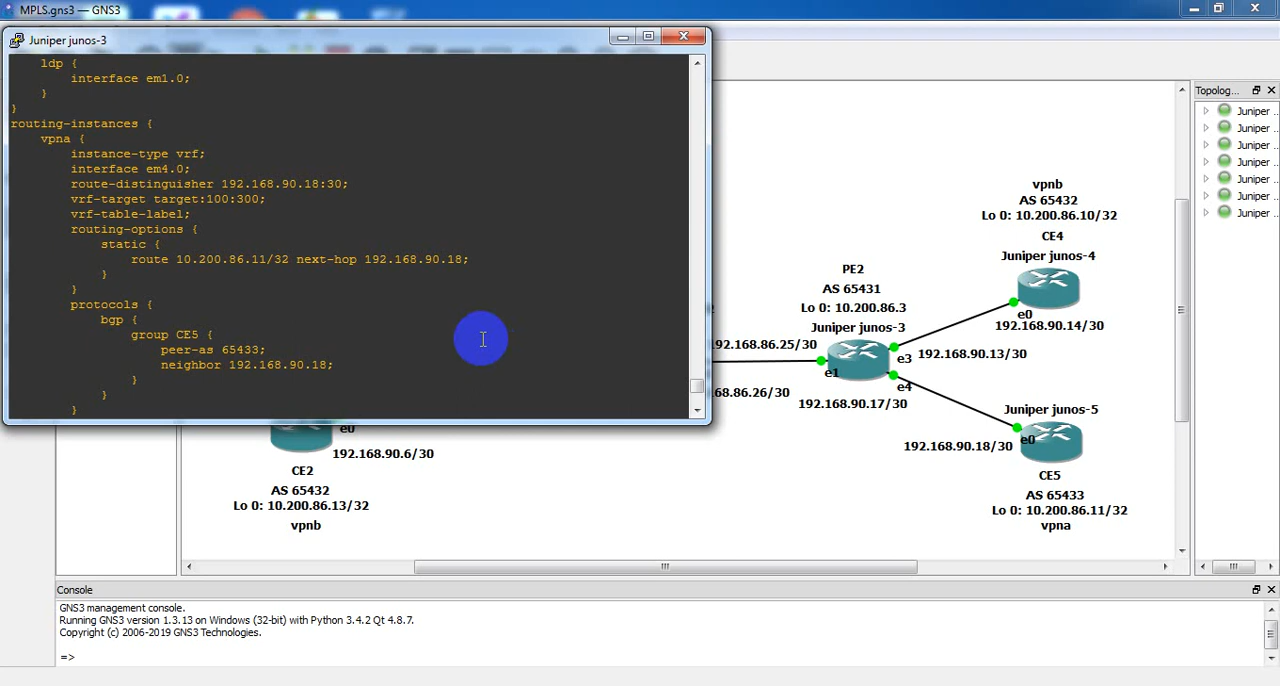 MPLS.gns3 — GNS3
Juniper junos-3
ldp {
interface em1.0;
}
}
routing-instances {
vpna {
instance-type vrf;
interface em4.0;
route-distinguisher 192.168.90.18:30;
vrf-target target:100:300;
vrf-table-label;
routing-options {
static {
route 10.200.86.11/32 next-hop 192.168.90.18;
}
}
protocols {
bgp {
group CE5 {
peer-as 65433;
neighbor 192.168.90.18;
}
}
}
Topolog...
Juniper ..
Juniper ..
Juniper ..
Juniper ..
Juniper ..
Juniper ..
Juniper ..
vpnb
AS 65432
Lo 0: 10.200.86.10/32
CE4
Juniper junos-4
e0
192.168.90.14/30
PE2
AS 65431
Lo 0: 10.200.86.3
Juniper junos-3
192.168.86.25/30
e1
e3
192.168.90.13/30
e4
68.86.26/30
192.168.90.17/30
Juniper junos-5
192.168.90.18/30
e0
CE5
AS 65433
Lo 0: 10.200.86.11/32
vpna
e0
192.168.90.6/30
CE2
AS 65432
Lo 0: 10.200.86.13/32
vpnb
Console
GNS3 management console.
Running GNS3 version 1.3.13 on Windows (32-bit) with Python 3.4.2 Qt 4.8.7.
Copyright (c) 2006-2019 GNS3 Technologies.
=>